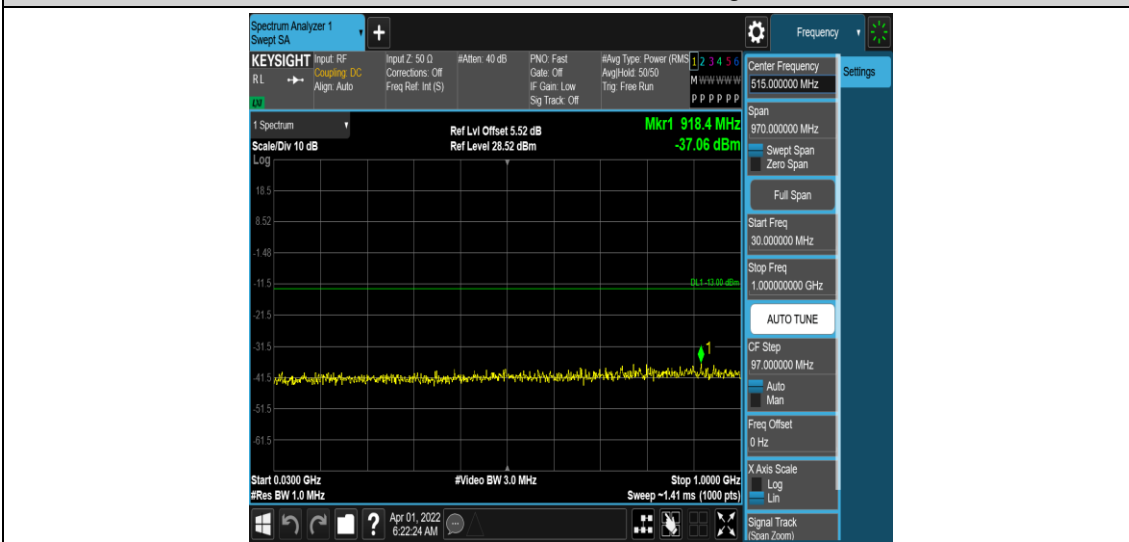 Spectrum Analyzer 1
Swept SA
Frequency
KEYSIGHT
RL
LM
Input: RF
Coupling: DC
Align: Auto
Input Z: 50 Ω
Corrections: Off
Freq Ref: Int (S)
#Atten: 40 dB
PNO: Fast
Gate: Off
IF Gain: Low
Sig Track: Off
#Avg Type: Power (RMS
Avg|Hold: 50/50
Trig: Free Run
1 2 3 4 5 6
M W W W W W
P P P P P P
Center Frequency
515.000000 MHz
Settings
Span
970.000000 MHz
Swept Span
Zero Span
Full Span
Start Freq
30.000000 MHz
Stop Freq
1.000000000 GHz
AUTO TUNE
CF Step
97.000000 MHz
Auto
Man
Freq Offset
0 Hz
X Axis Scale
Log
Lin
Signal Track
(Span Zoom)
1 Spectrum
Scale/Div 10 dB
Log
Ref Lvl Offset 5.52 dB
Ref Level 28.52 dBm
Mkr1 918.4 MHz
-37.06 dBm
18.5
8.52
-1.48
-11.5
DL1 -13.00 dBm
-21.5
-31.5
1
-41.5
-51.5
-61.5
Start 0.0300 GHz
#Video BW 3.0 MHz
Stop 1.0000 GHz
#Res BW 1.0 MHz
Sweep ~1.41 ms (1000 pts)
?
Apr 01, 2022
6:22:24 AM